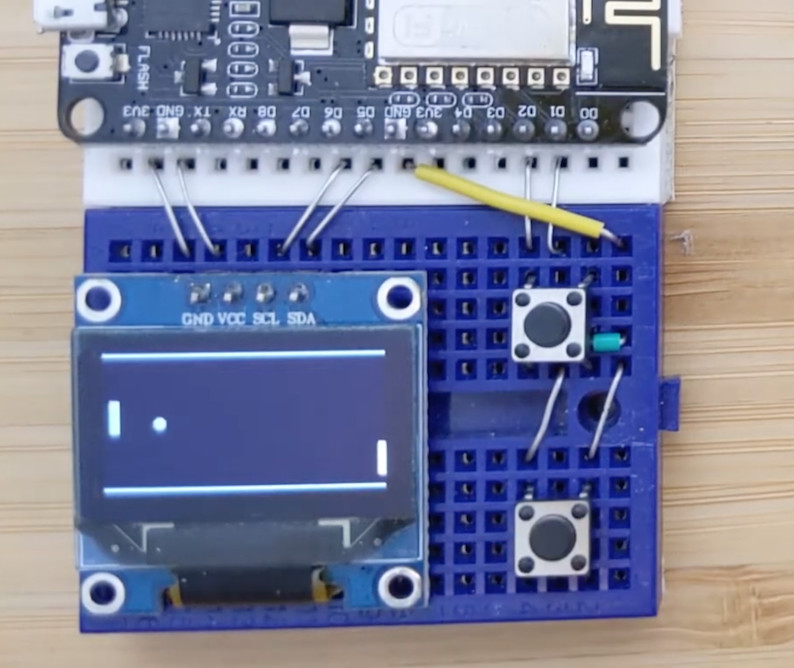 FLASH
3V3 GND TX RX D8 D7 D6 D5 GND 3V3 D4 D3 D2 D1 D0
GND VCC SCL SDA